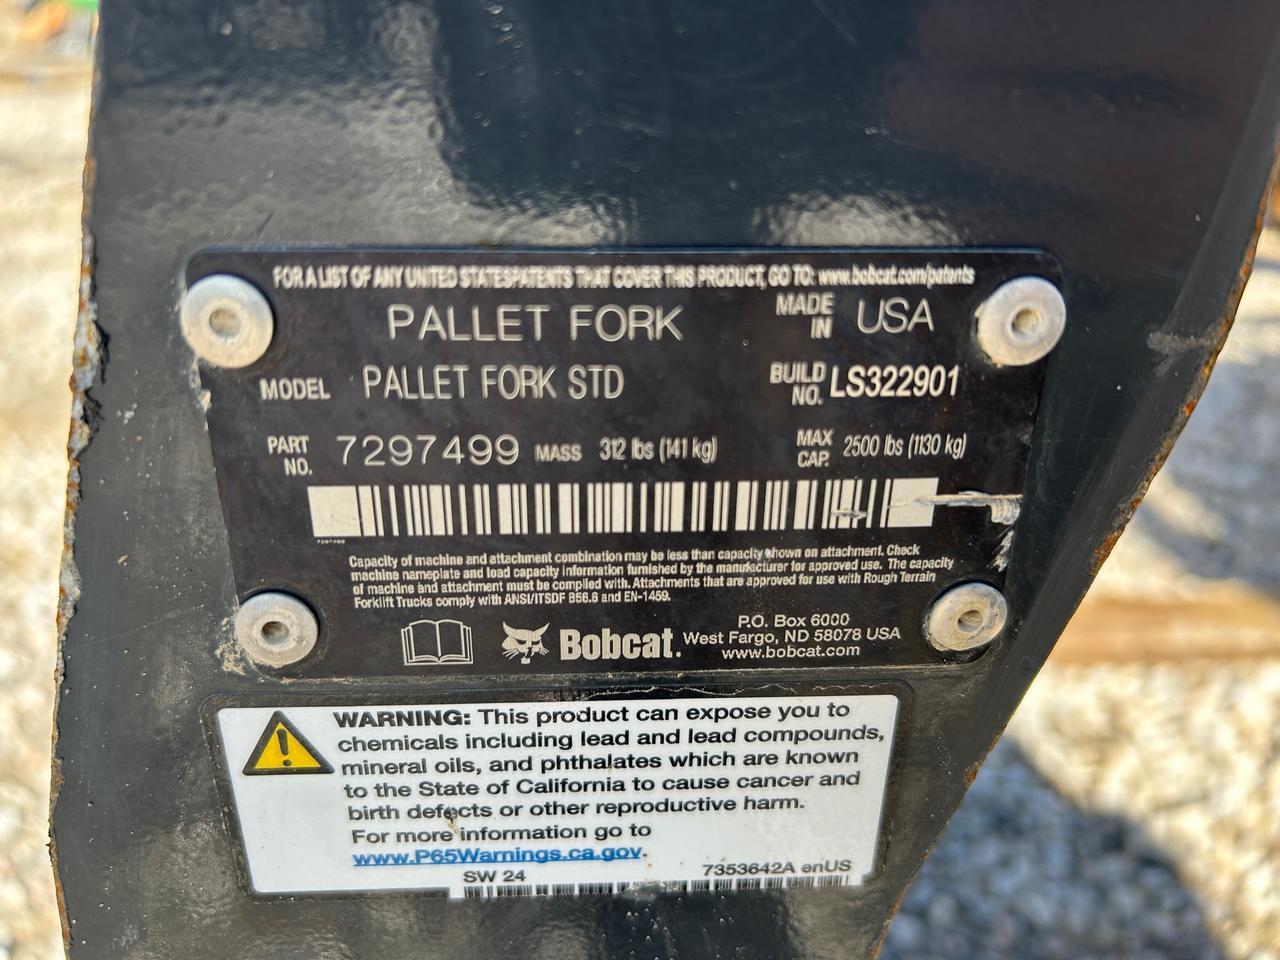 FOR A LIST OF ANY UNITED STATESPATENTS THAT COVER THIS PRODUCT, GO TO: www.bobcat.com/patents
PALLET FORK MADE IN USA
MODEL PALLET FORK STD BUILD NO. LS322901
PART NO. 7297499 MASS 312 lbs (141 kg) MAX CAP. 2500 lbs (1130 kg)
7297499
Capacity of machine and attachment combination may be less than capacity shown on attachment. Check
machine nameplate and load capacity information furnished by the manufacturer for approved use. The capacity
of machine and attachment must be complied with. Attachments that are approved for use with Rough Terrain
Forklift Trucks comply with ANSI/ITSDF B56.6 and EN-1459.
Bobcat.
P.O. Box 6000
West Fargo, ND 58078 USA
www.bobcat.com
WARNING: This product can expose you to
chemicals including lead and lead compounds,
mineral oils, and phthalates which are known
to the State of California to cause cancer and
birth defects or other reproductive harm.
For more information go to
www.P65Warnings.ca.gov.
SW 24 7353642A enUS